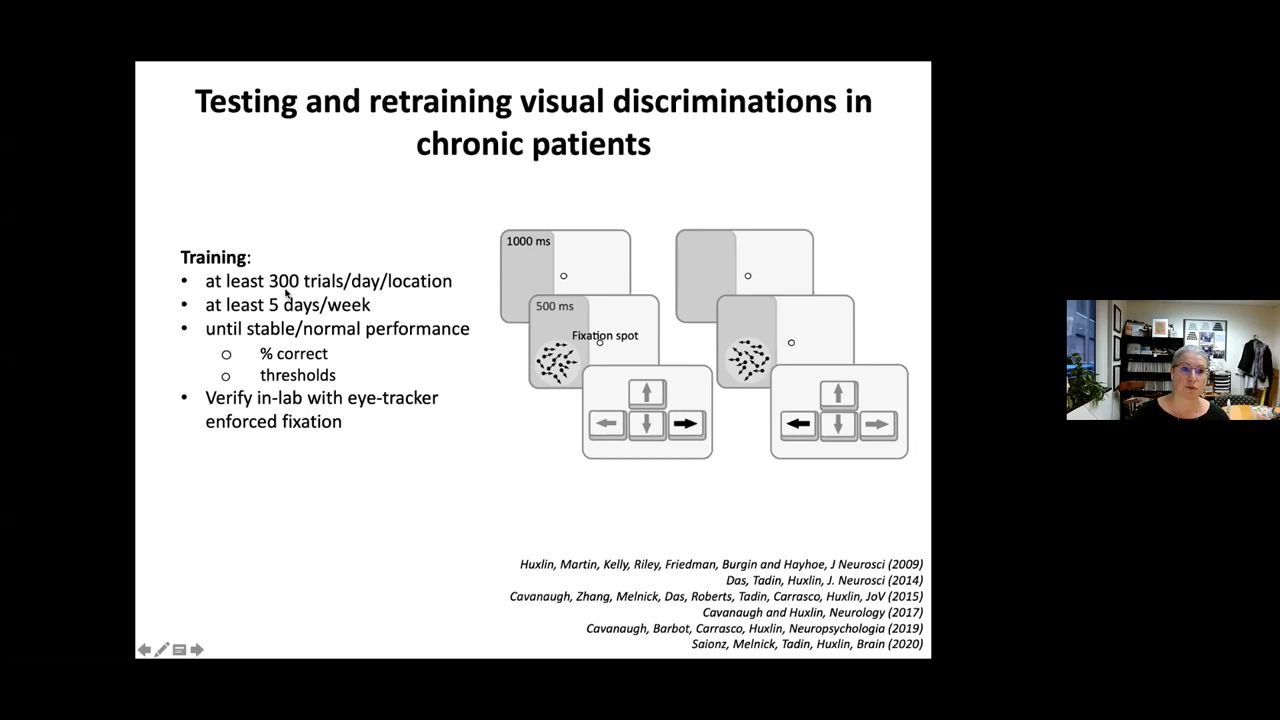 Testing and retraining visual discriminations in
chronic patients
Training:
• at least 300 trials/day/location
• at least 5 days/week
• until stable/normal performance
o % correct
o thresholds
• Verify in-lab with eye-tracker
enforced fixation
1000 ms
500 ms
Fixation spot
Huxlin, Martin, Kelly, Riley, Friedman, Burgin and Hayhoe, J Neurosci (2009)
Das, Tadin, Huxlin, J. Neurosci (2014)
Cavanaugh, Zhang, Melnick, Das, Roberts, Tadin, Carrasco, Huxlin, JoV (2015)
Cavanaugh and Huxlin, Neurology (2017)
Cavanaugh, Barbot, Carrasco, Huxlin, Neuropsychologia (2019)
Saionz, Melnick, Tadin, Huxlin, Brain (2020)